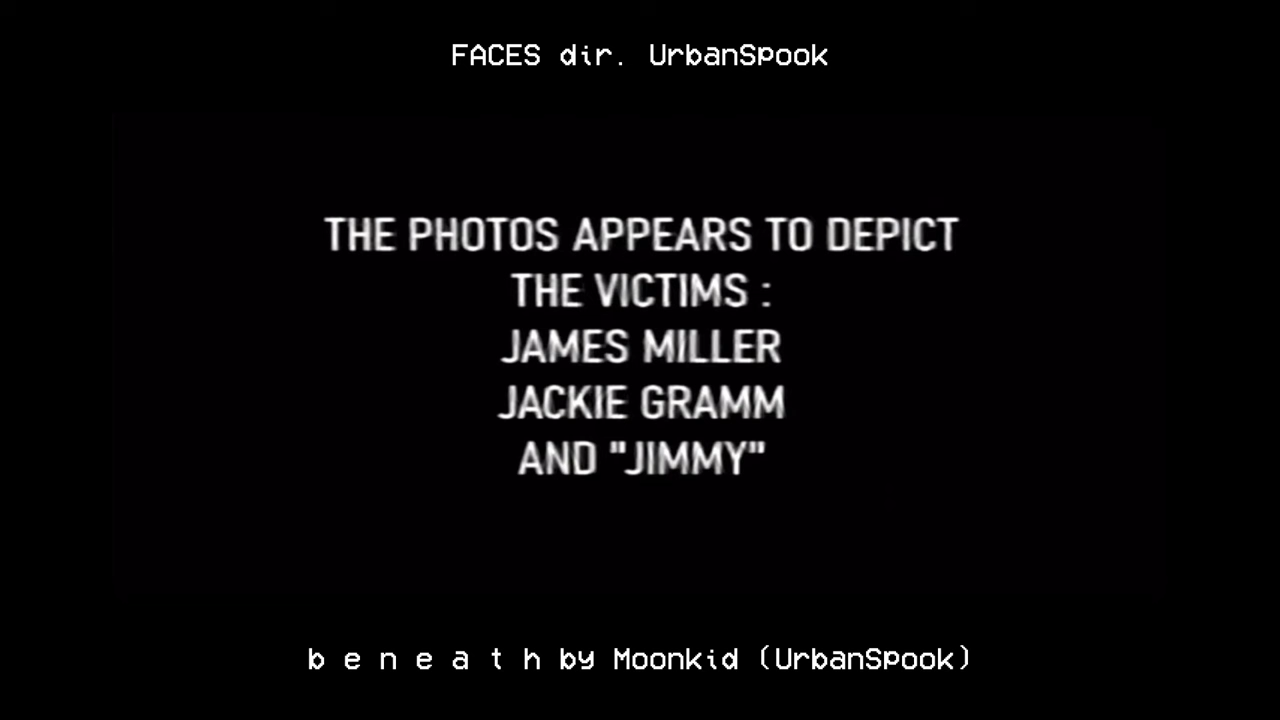 FACES dir. UrbanSpook
THE PHOTOS APPEARS TO DEPICT
THE VICTIMS :
JAMES MILLER
JACKIE GRAMM
AND "JIMMY"
b e n e a t h by Moonkid (UrbanSpook)